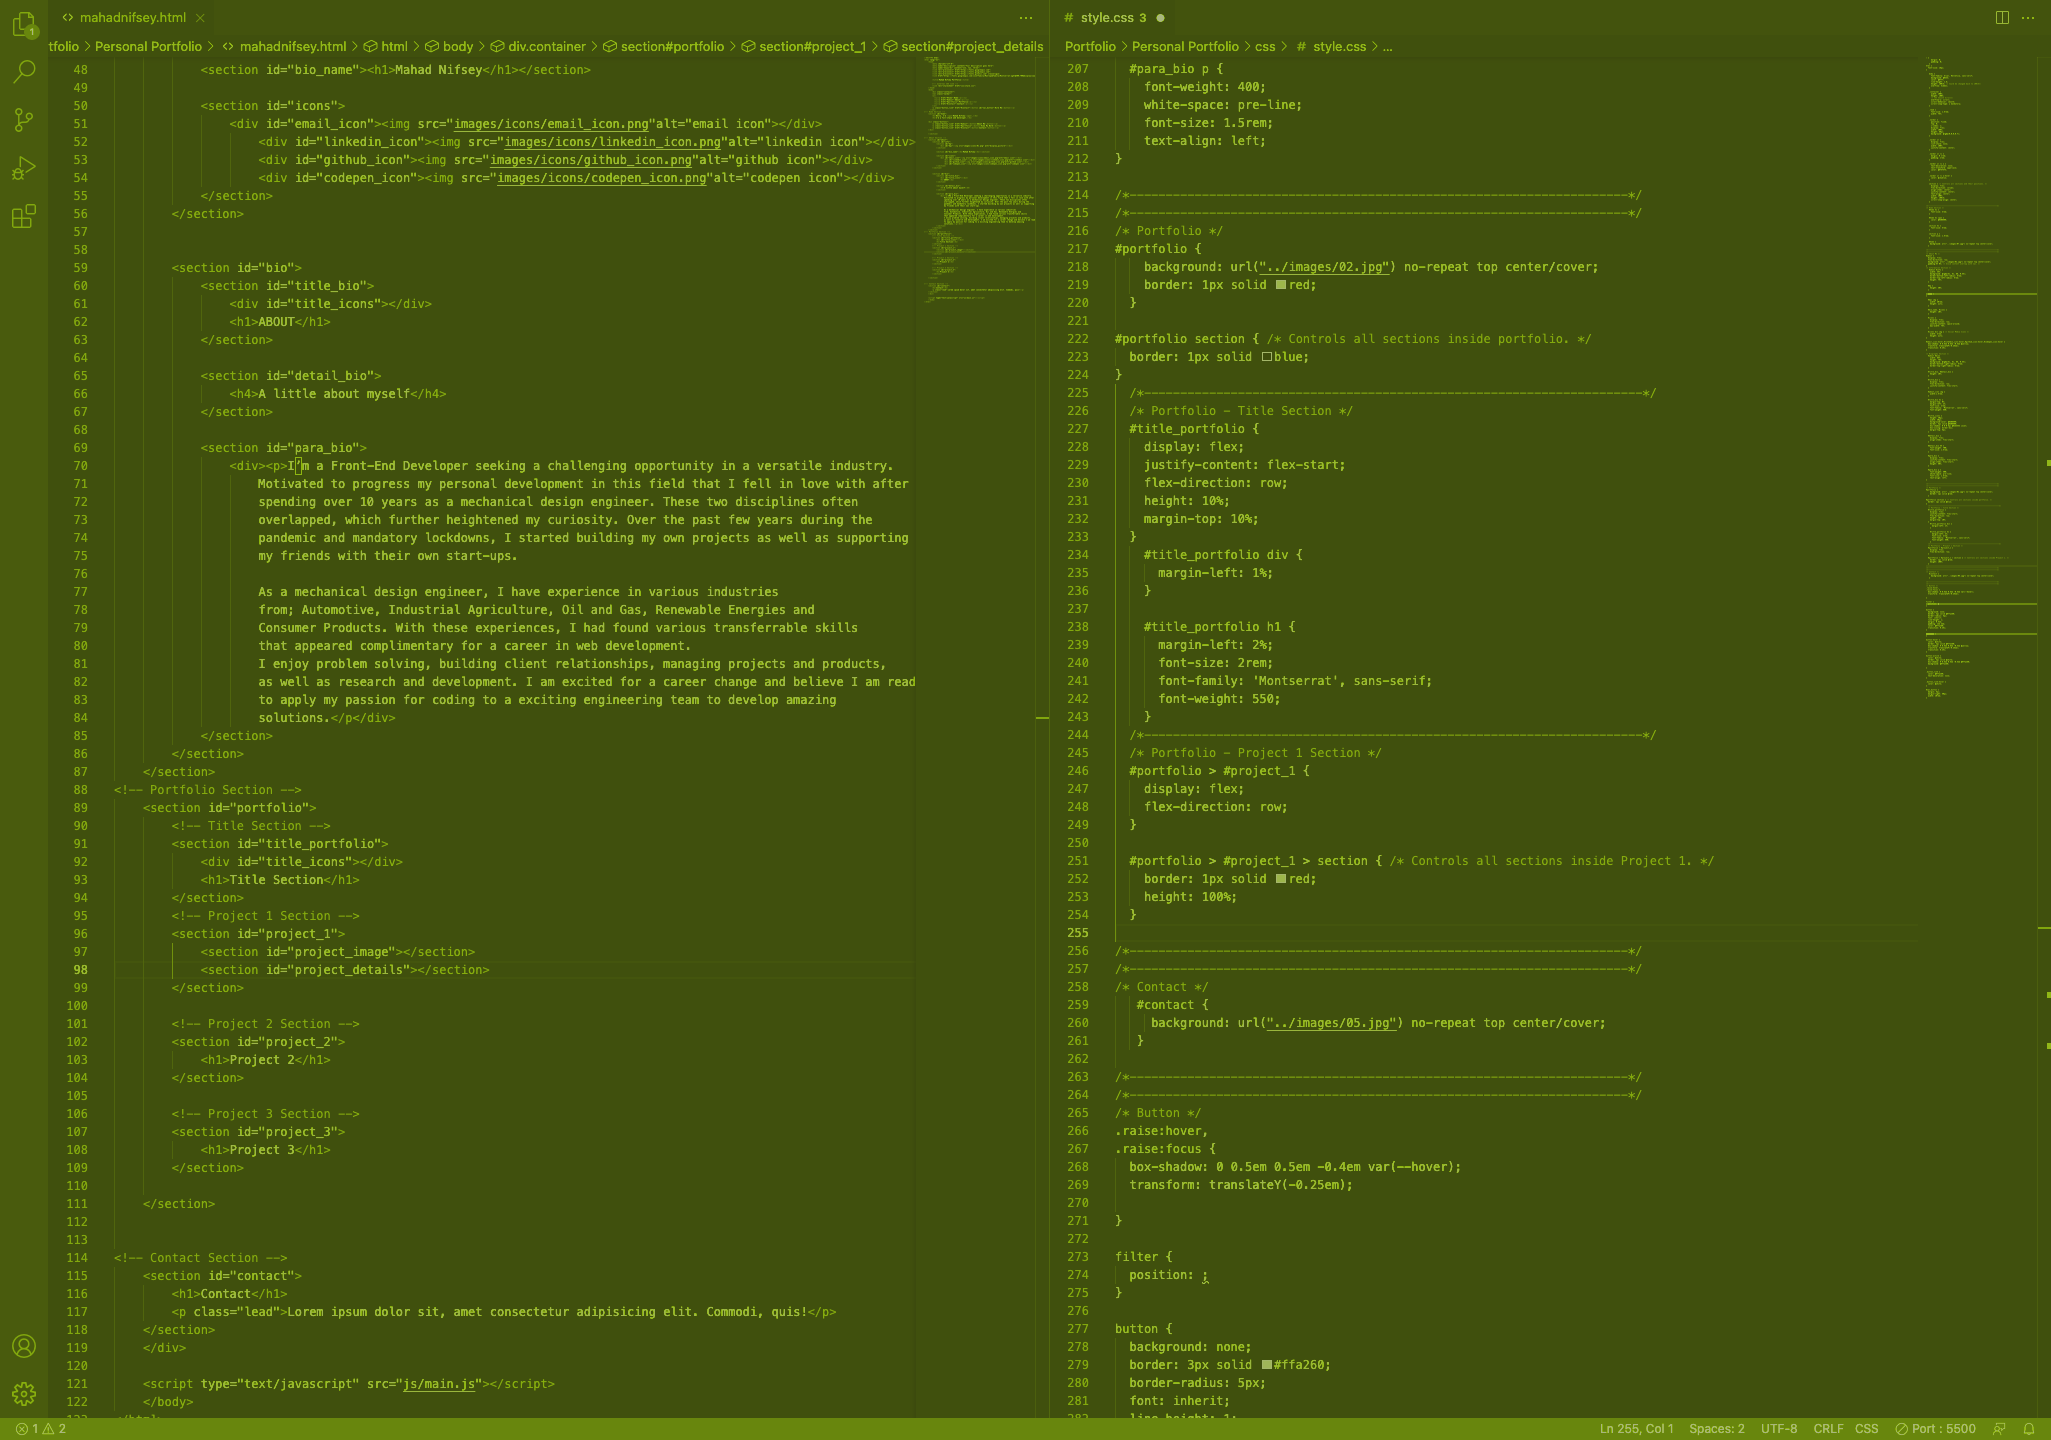 mahadnifsey.html
tfolio > Personal Portfolio > mahadnifsey.html > html > body > div.container > section#portfolio > section#project_1 > section#project_details
48 <section id="bio_name"><h1>Mahad Nifsey</h1></section>
49
50 <section id="icons">
51 <div id="email_icon"><img src="images/icons/email_icon.png"alt="email icon"></div>
52 <div id="linkedin_icon"><img src="images/icons/linkedin_icon.png"alt="linkedin icon"></div>
53 <div id="github_icon"><img src="images/icons/github_icon.png"alt="github icon"></div>
54 <div id="codepen_icon"><img src="images/icons/codepen_icon.png"alt="codepen icon"></div>
55 </section>
56 </section>
57
58
59 <section id="bio">
60 <section id="title_bio">
61 <div id="title_icons"></div>
62 <h1>ABOUT</h1>
63 </section>
64
65 <section id="detail_bio">
66 <h4>A little about myself</h4>
67 </section>
68
69 <section id="para_bio">
70 <div><p>I'm a Front-End Developer seeking a challenging opportunity in a versatile industry.
71 Motivated to progress my personal development in this field that I fell in love with after
72 spending over 10 years as a mechanical design engineer. These two disciplines often
73 overlapped, which further heightened my curiosity. Over the past few years during the
74 pandemic and mandatory lockdowns, I started building my own projects as well as supporting
75 my friends with their own start-ups.
76
77 As a mechanical design engineer, I have experience in various industries
78 from; Automotive, Industrial Agriculture, Oil and Gas, Renewable Energies and
79 Consumer Products. With these experiences, I had found various transferrable skills
80 that appeared complimentary for a career in web development.
81 I enjoy problem solving, building client relationships, managing projects and products,
82 as well as research and development. I am excited for a career change and believe I am read
83 to apply my passion for coding to a exciting engineering team to develop amazing
84 solutions.</p</div>
85 </section>
86 </section>
87 </section>
88 <!-- Portfolio Section -->
89 <section id="portfolio">
90 <!-- Title Section -->
91 <section id="title_portfolio">
92 <div id="title_icons"></div>
93 <h1>Title Section</h1>
94 </section>
95 <!-- Project 1 Section -->
96 <section id="project_1">
97 <section id="project_image"></section>
98 <section id="project_details"></section>
99 </section>
100
101 <!-- Project 2 Section -->
102 <section id="project_2">
103 <h1>Project 2</h1>
104 </section>
105
106 <!-- Project 3 Section -->
107 <section id="project_3">
108 <h1>Project 3</h1>
109 </section>
110
111 </section>
112
113
114 <!-- Contact Section -->
115 <section id="contact">
116 <h1>Contact</h1>
117 <p class="lead">Lorem ipsum dolor sit, amet consectetur adipisicing elit. Commodi, quis!</p>
118 </section>
119 </div>
120
121 <script type="text/javascript" src="js/main.js"></script>
122 </body>
# style.css 3
Portfolio > Personal Portfolio > css > # style.css > ...
207 #para_bio p {
208 font-weight: 400;
209 white-space: pre-line;
210 font-size: 1.5rem;
211 text-align: left;
212 }
213
214 /*---------------------------------------------------------------------*/
215 /*---------------------------------------------------------------------*/
216 /* Portfolio */
217 #portfolio {
218 background: url("../images/02.jpg") no-repeat top center/cover;
219 border: 1px solid red;
220 }
221
222 #portfolio section { /* Controls all sections inside portfolio. */
223 border: 1px solid blue;
224 }
225 /*---------------------------------------------------------------------*/
226 /* Portfolio - Title Section */
227 #title_portfolio {
228 display: flex;
229 justify-content: flex-start;
230 flex-direction: row;
231 height: 10%;
232 margin-top: 10%;
233 }
234 #title_portfolio div {
235 margin-left: 1%;
236 }
237
238 #title_portfolio h1 {
239 margin-left: 2%;
240 font-size: 2rem;
241 font-family: 'Montserrat', sans-serif;
242 font-weight: 550;
243 }
244 /*---------------------------------------------------------------------*/
245 /* Portfolio - Project 1 Section */
246 #portfolio > #project_1 {
247 display: flex;
248 flex-direction: row;
249 }
250
251 #portfolio > #project_1 > section { /* Controls all sections inside Project 1. */
252 border: 1px solid red;
253 height: 100%;
254 }
255
256 /*---------------------------------------------------------------------*/
257 /*---------------------------------------------------------------------*/
258 /* Contact */
259 #contact {
260 background: url("../images/05.jpg") no-repeat top center/cover;
261 }
262
263 /*---------------------------------------------------------------------*/
264 /*---------------------------------------------------------------------*/
265 /* Button */
266 .raise:hover,
267 .raise:focus {
268 box-shadow: 0 0.5em 0.5em -0.4em var(--hover);
269 transform: translateY(-0.25em);
270
271 }
272
273 filter {
274 position: ;
275 }
276
277 button {
278 background: none;
279 border: 3px solid #ffa260;
280 border-radius: 5px;
281 font: inherit;
282 line-height: 1;
1 2
Ln 255, Col 1 Spaces: 2 UTF-8 CRLF CSS Port : 5500